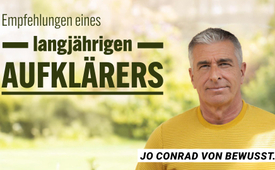 Empfehlungen eines
langjährigen
AUFKLÄRERS
JO CONRAD VON BEWUSST.